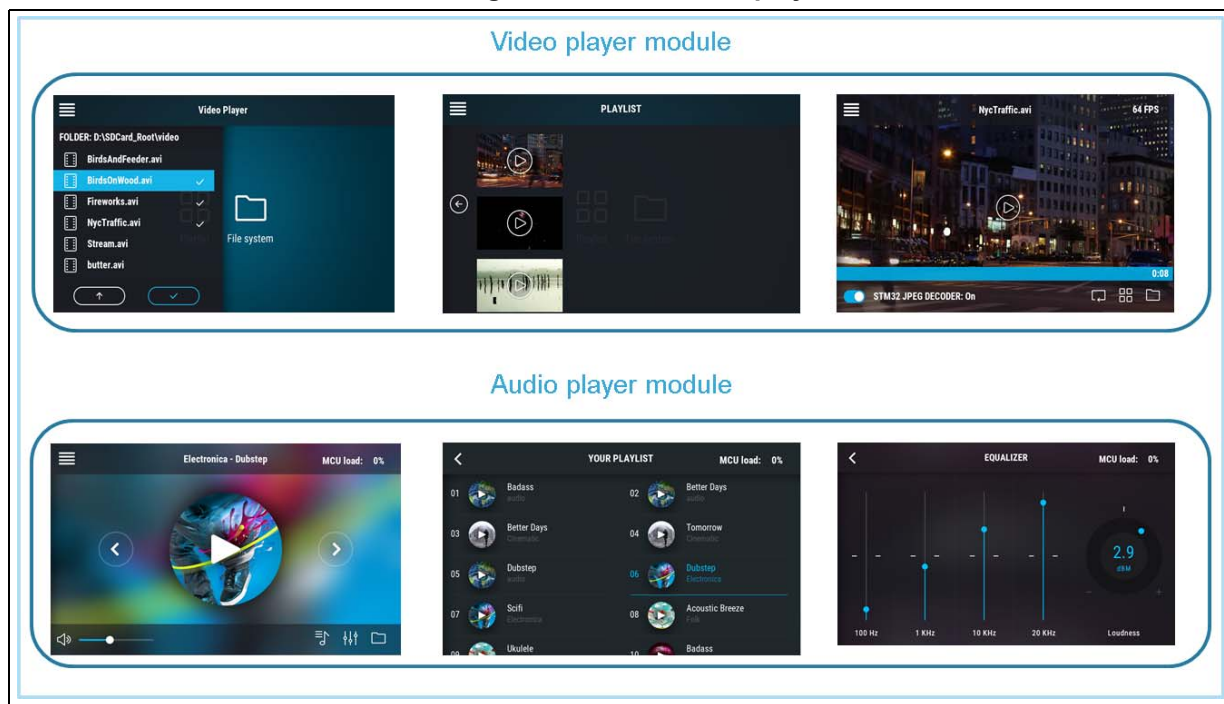 Video player module
Video Player
FOLDER: D:\SDCard_Root\video
BirdsAndFeeder.avi
BirdsOnWood.avi
Fireworks.avi
NycTraffic.avi
Stream.avi
butter.avi
File system
PLAYLIST
NycTraffic.avi
64 FPS
0:08
STM32 JPEG DECODER: On
Audio player module
Electronica - Dubstep
MCU load: 0%
YOUR PLAYLIST
MCU load: 0%
01
Badass
audio
02
Better Days
audio
03
Better Days
Cinematic
04
Tomorrow
Cinematic
05
Dubstep
audio
06
Dubstep
Electronica
07
Scifi
Electronica
08
Acoustic Breeze
Folk
09
Ukulele
10
Badass
EQUALIZER
MCU load: 0%
2.9
dBM
- +
100 Hz
1 KHz
10 KHz
20 KHz
Loudness